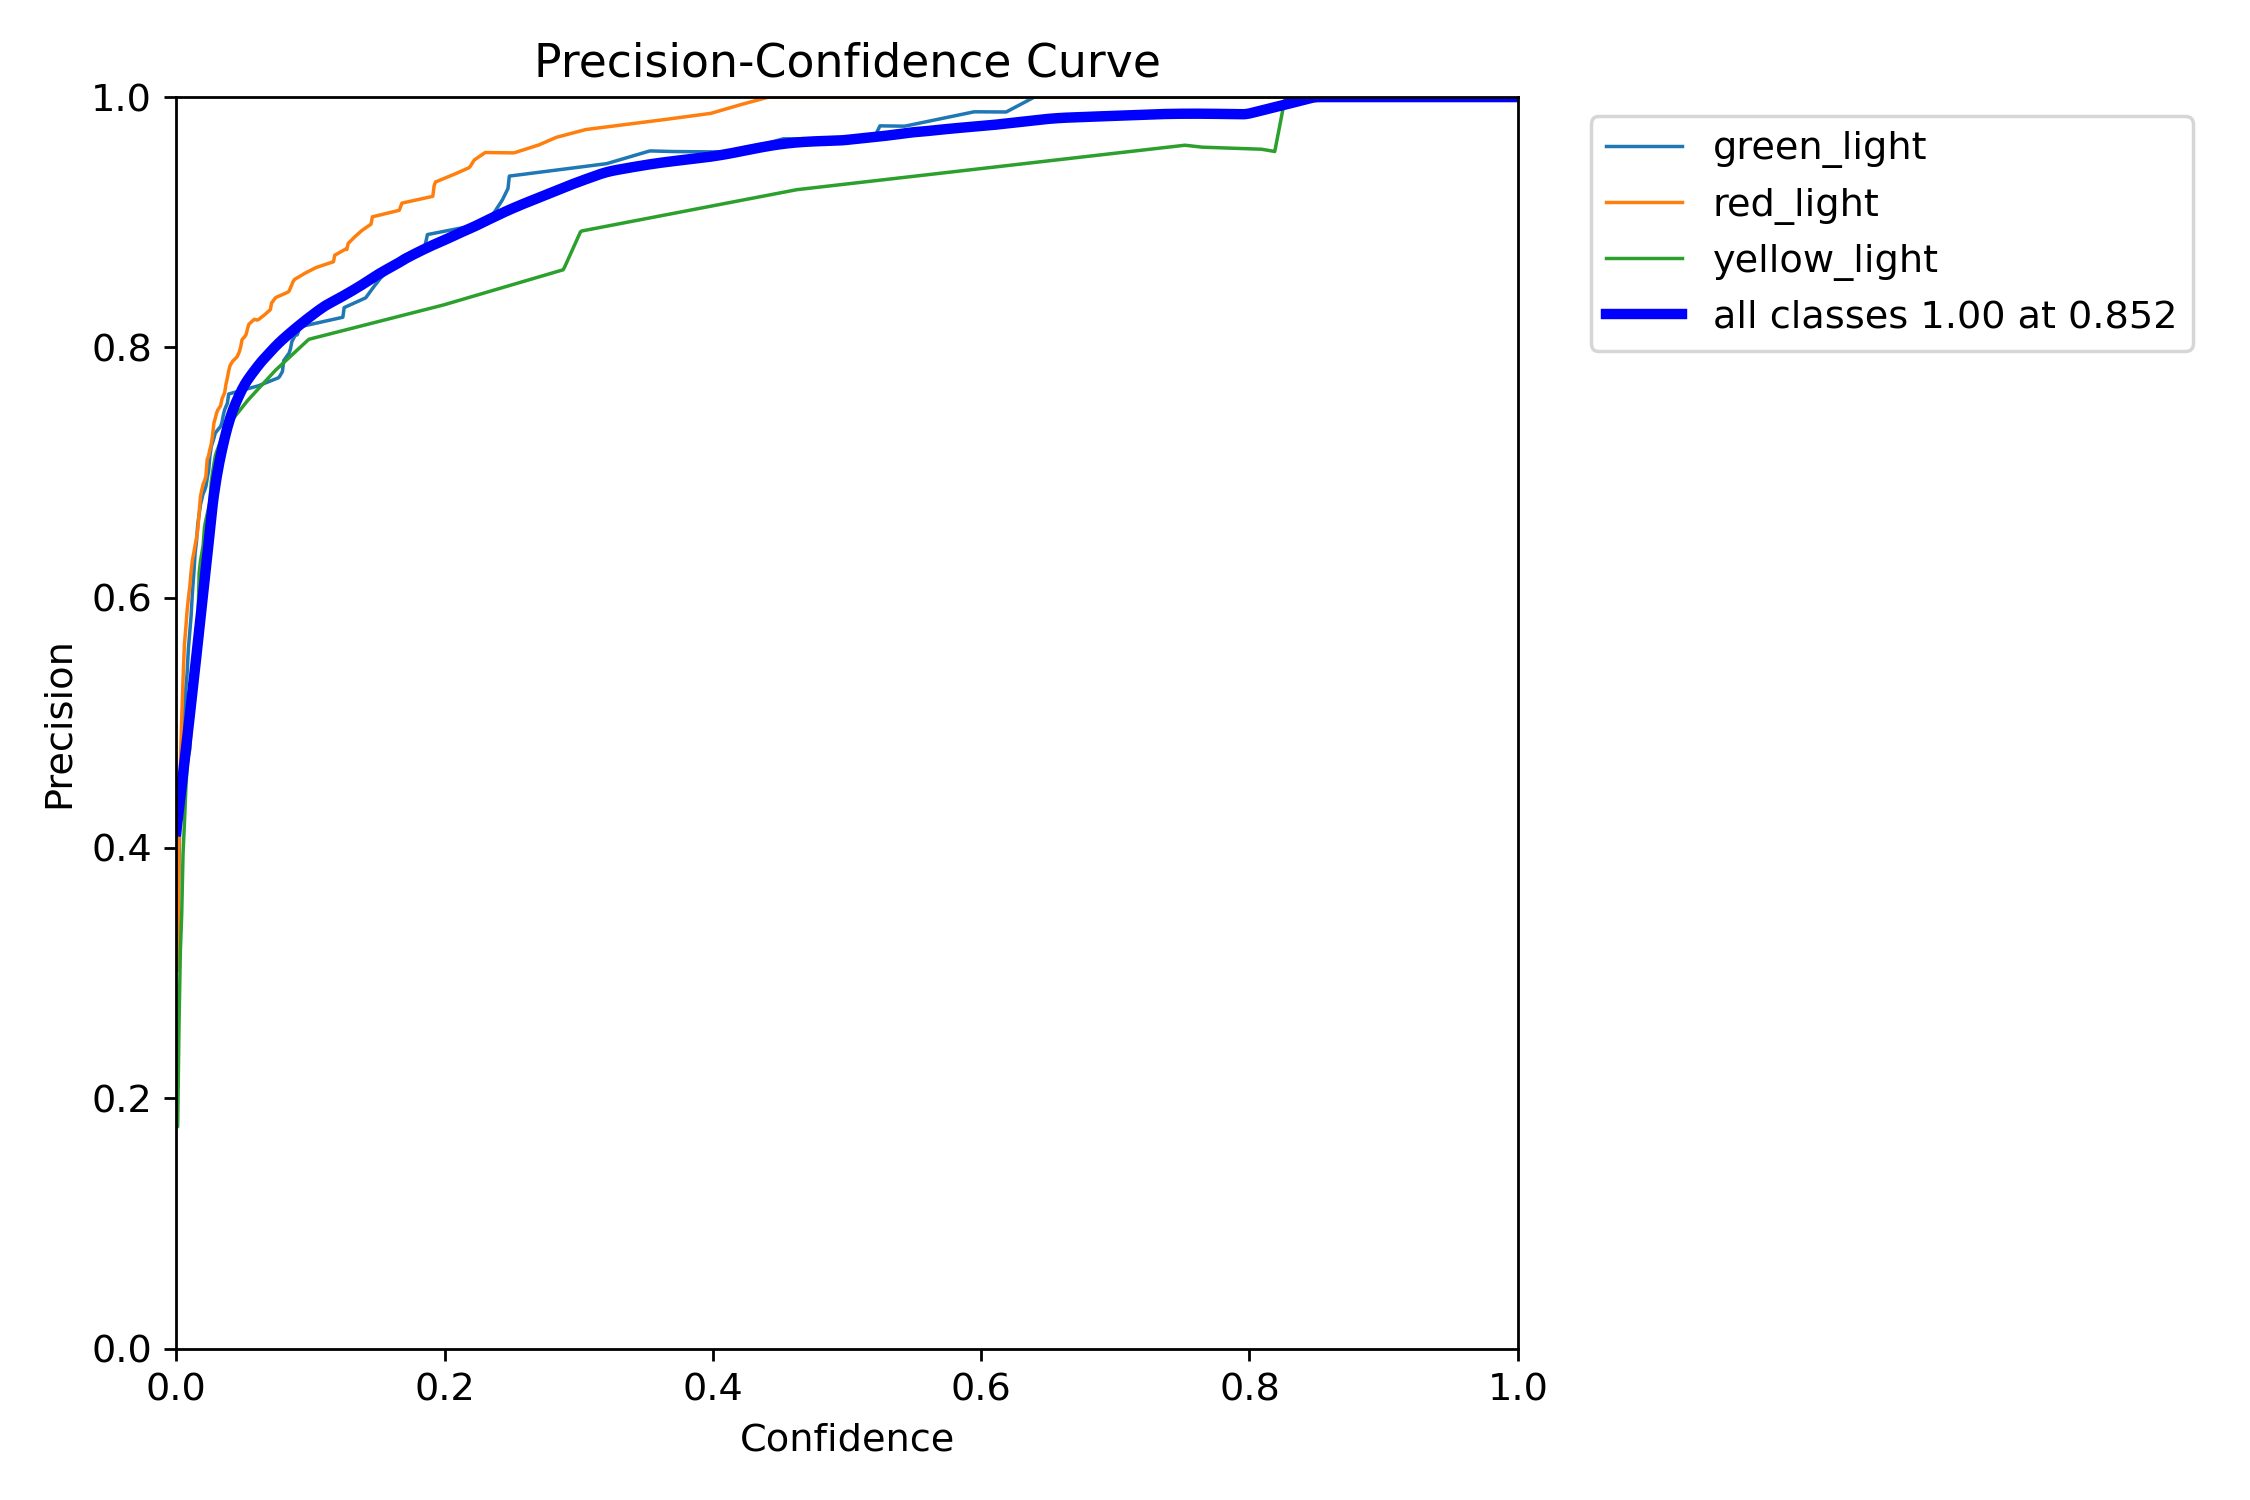 Precision-Confidence Curve
1.0
0.8
0.6
0.4
0.2
0.0
Precision
0.0 0.2 0.4 0.6 0.8 1.0
Confidence
green_light
red_light
yellow_light
all classes 1.00 at 0.852